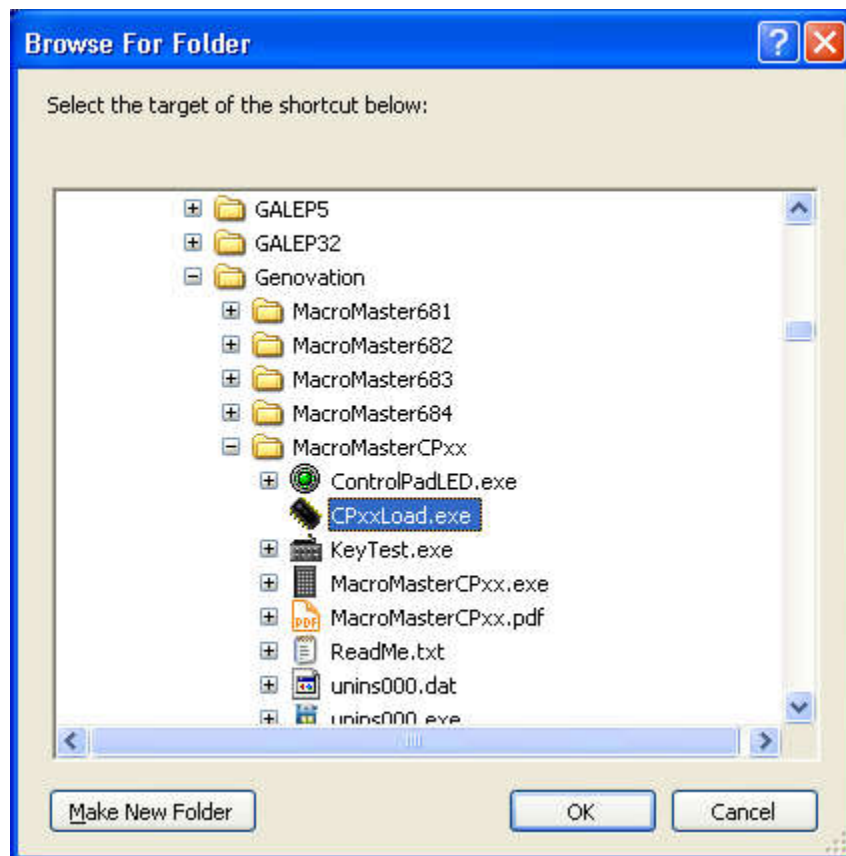 Browse For Folder
Select the target of the shortcut below:
GALEP5
GALEP32
Genovation
MacroMaster681
MacroMaster682
MacroMaster683
MacroMaster684
MacroMasterCPxx
ControlPadLED.exe
CPxxLoad.exe
KeyTest.exe
MacroMasterCPxx.exe
MacroMasterCPxx.pdf
ReadMe.txt
unins000.dat
unins000.exe
Make New Folder OK Cancel